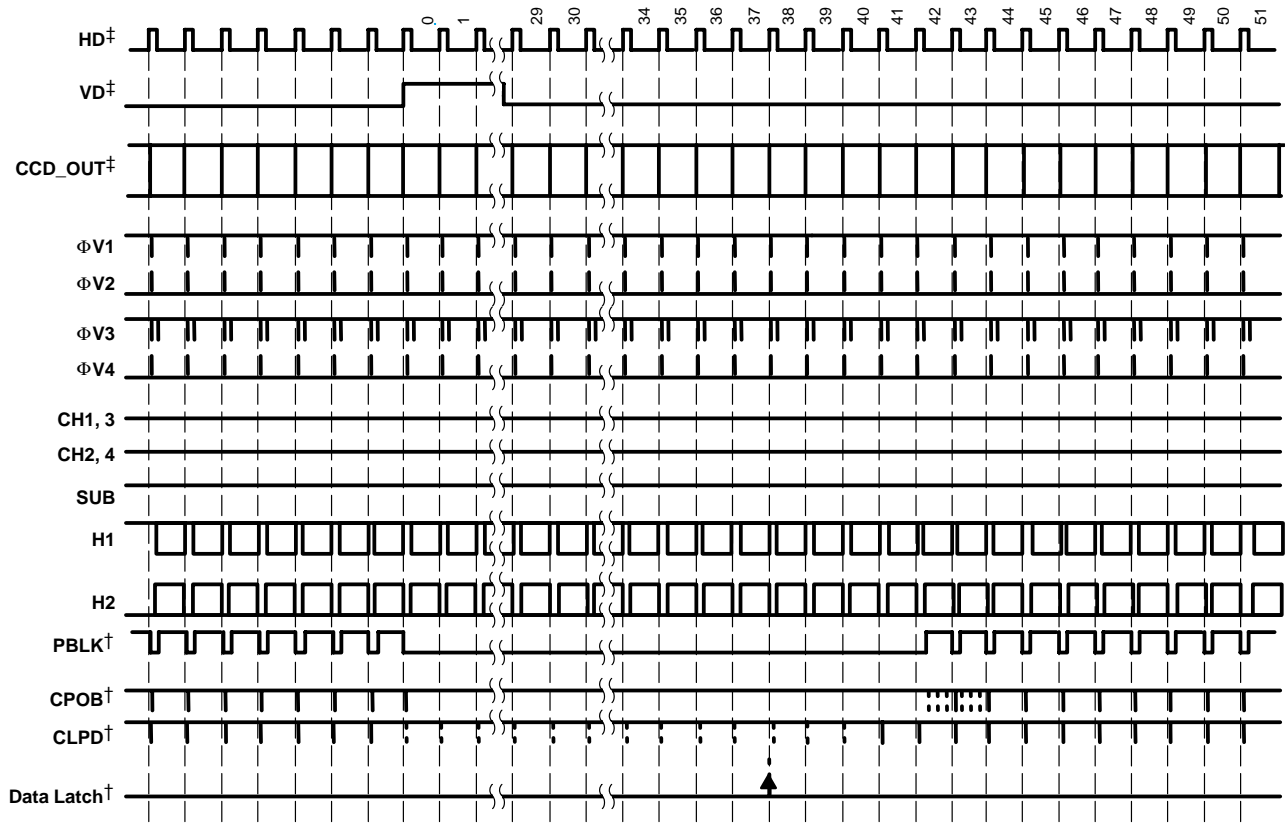 0 1 29 30 34 35 36 37 38 39 40 41 42 43 44 45 46 47 48 49 50 51
HD‡
VD‡
CCD_OUT‡
ΦV1
ΦV2
ΦV3
ΦV4
CH1, 3
CH2, 4
SUB
H1
H2
PBLK†
CPOB†
CLPD†
Data Latch†